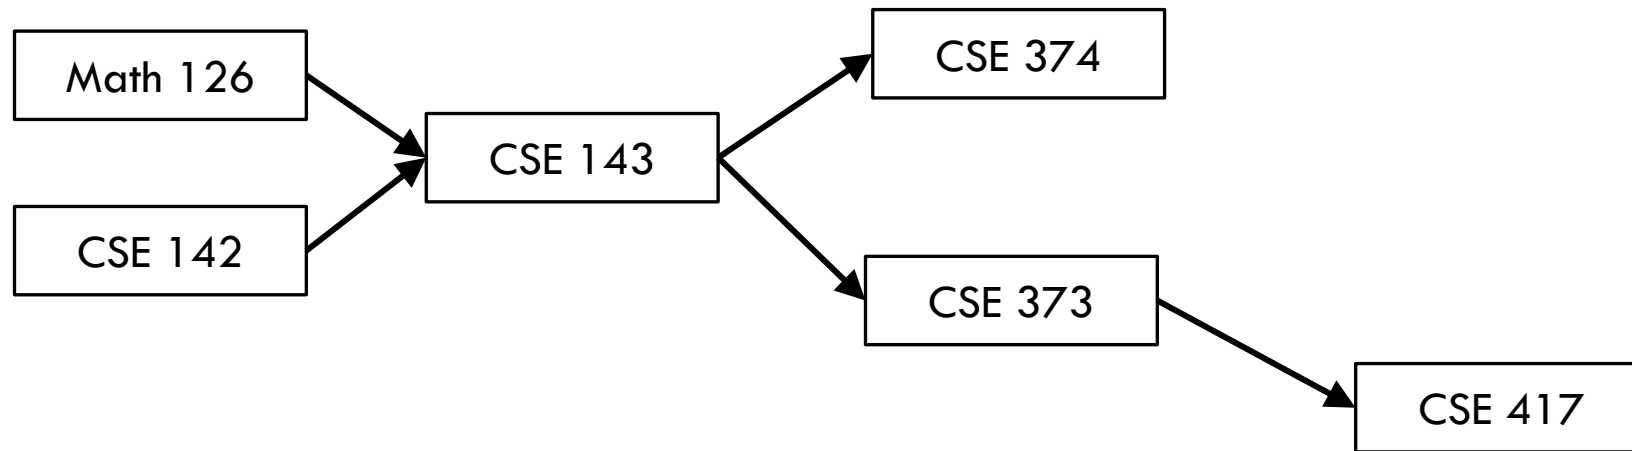 Math 126
CSE 142
CSE 143
CSE 374
CSE 373
CSE 417